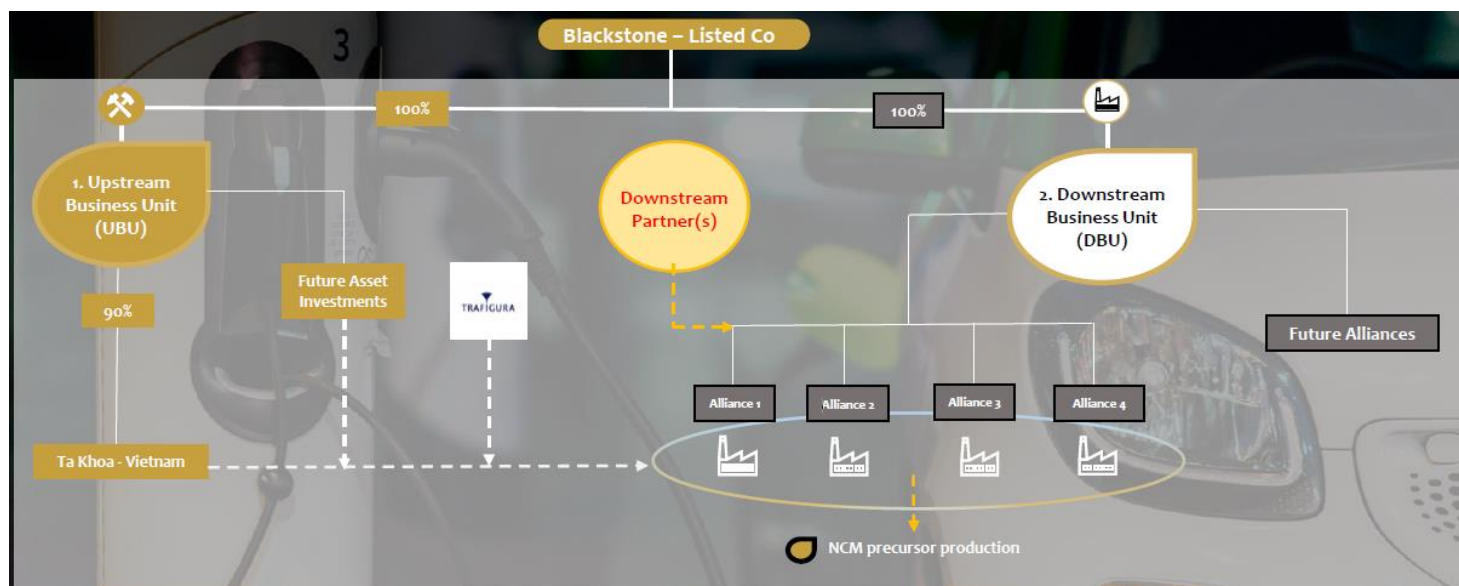 Blackstone – Listed Co
3
100%
100%
1. Upstream
Business Unit
(UBU)
Downstream
Partner(s)
2. Downstream
Business Unit
(DBU)
Future Asset
Investments
TRAFIGURA
90%
Future Alliances
Alliance 1
Alliance 2
Alliance 3
Alliance 4
Ta Khoa - Vietnam
NCM precursor production